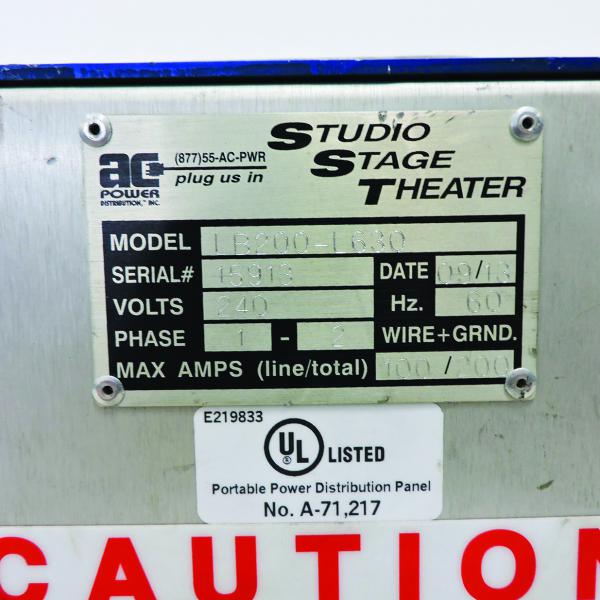 ac
POWER
DISTRIBUTION,™ INC.
(877)55-AC-PWR
plug us in
STUDIO
STAGE
THEATER
MODEL LB200-L630
SERIAL# 15913 DATE 09/13
VOLTS 240 Hz. 60
PHASE 1 - 2 WIRE+GRND.
MAX AMPS (line/total) 100/200
E219833
UL LISTED
Portable Power Distribution Panel
No. A-71,217
CAUTION